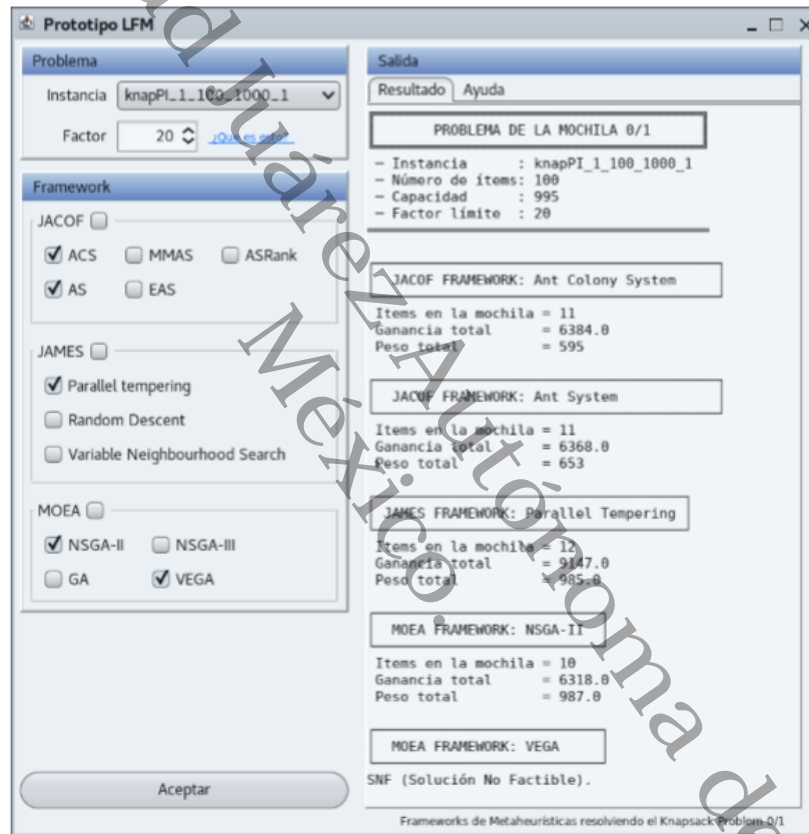 Prototipo LFM
Problema
Instancia knapPI_1_100_1000_1
Factor 20 ¿Qué es esto?
Framework
JACOF
ACS MMAS ASRank
AS EAS
JAMES
Parallel tempering
Random Descent
Variable Neighbourhood Search
MOEA
NSGA-II NSGA-III
GA VEGA
Aceptar
Salida
Resultado Ayuda
PROBLEMA DE LA MOCHILA 0/1
− Instancia : knapPI_1_100_1000_1
− Número de ítems: 100
− Capacidad : 995
− Factor límite : 20
JACOF FRAMEWORK: Ant Colony System
Items en la mochila = 11
Ganancia total = 6384.0
Peso total = 595
JACOF FRAMEWORK: Ant System
Items en la mochila = 11
Ganancia total = 6368.0
Peso total = 653
JAMES FRAMEWORK: Parallel Tempering
Items en la mochila = 12
Ganancia total = 9147.0
Peso total = 985.0
MOEA FRAMEWORK: NSGA-II
Items en la mochila = 10
Ganancia total = 6318.0
Peso total = 987.0
MOEA FRAMEWORK: VEGA
SNF (Solución No Factible).
Frameworks de Metaheurísticas resolviendo el Knapsack Problem 0/1
Juárez Autónoma de
México.